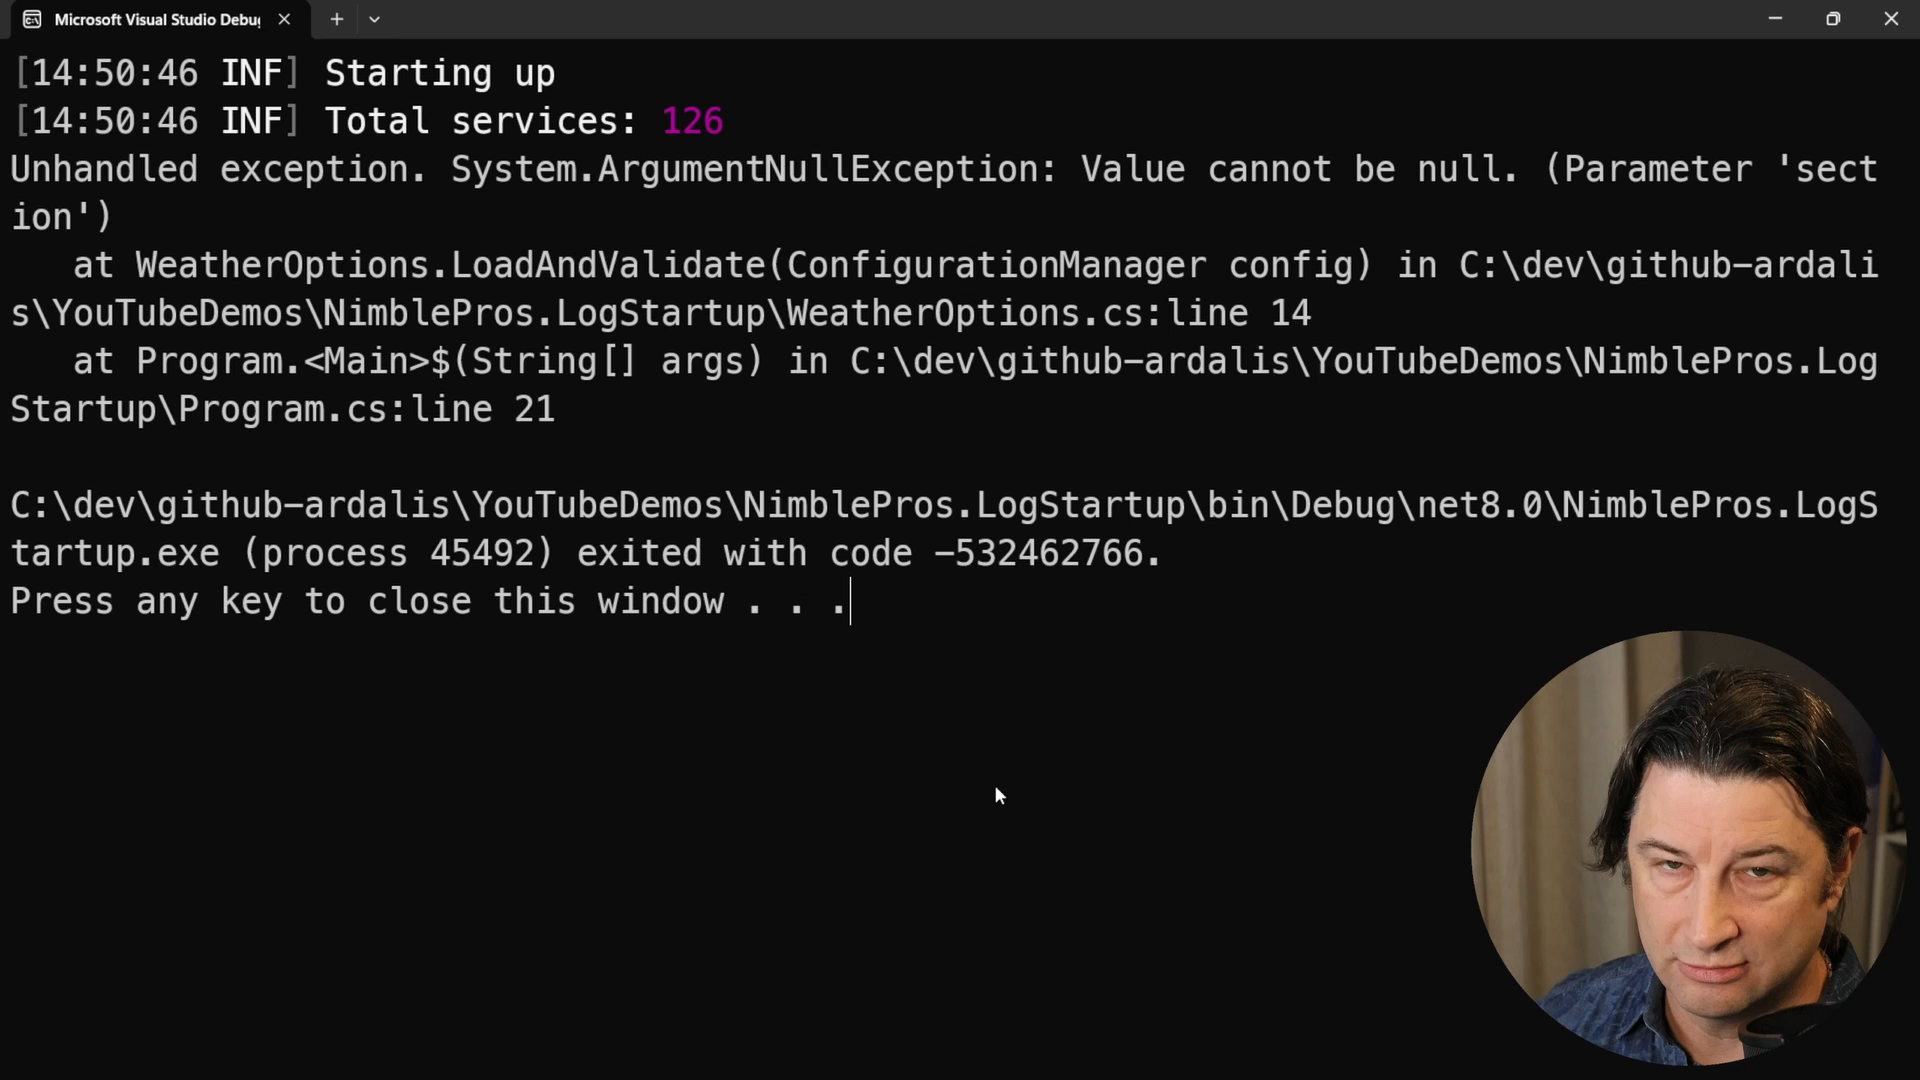 Microsoft Visual Studio Debu
[14:50:46 INF] Starting up
[14:50:46 INF] Total services: 126
Unhandled exception. System.ArgumentNullException: Value cannot be null. (Parameter 'sect
ion')
   at WeatherOptions.LoadAndValidate(ConfigurationManager config) in C:\dev\github-ardali
s\YouTubeDemos\NimblePros.LogStartup\WeatherOptions.cs:line 14
   at Program.<Main>$(String[] args) in C:\dev\github-ardalis\YouTubeDemos\NimblePros.Log
Startup\Program.cs:line 21
C:\dev\github-ardalis\YouTubeDemos\NimblePros.LogStartup\bin\Debug\net8.0\NimblePros.LogS
tartup.exe (process 45492) exited with code -532462766.
Press any key to close this window . . .